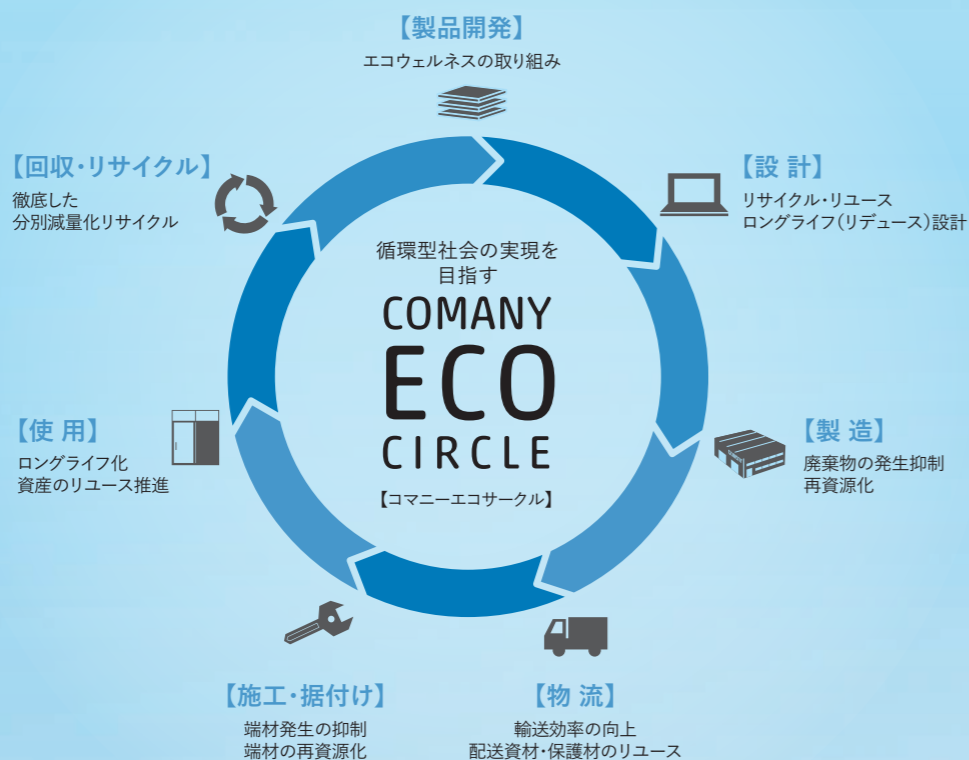 【製品開発】
エコウェルネスの取り組み
【設 計】
リサイクル・リユース
ロングライフ(リデュース)設計
【製 造】
廃棄物の発生抑制
再資源化
【物 流】
輸送効率の向上
配送資材・保護材のリユース
【施工・据付け】
端材発生の抑制
端材の再資源化
【使 用】
ロングライフ化
資産のリユース推進
【回収・リサイクル】
徹底した
分別減量化リサイクル
循環型社会の実現を
目指す
COMANY
ECO
CIRCLE
【コマニーエコサークル】